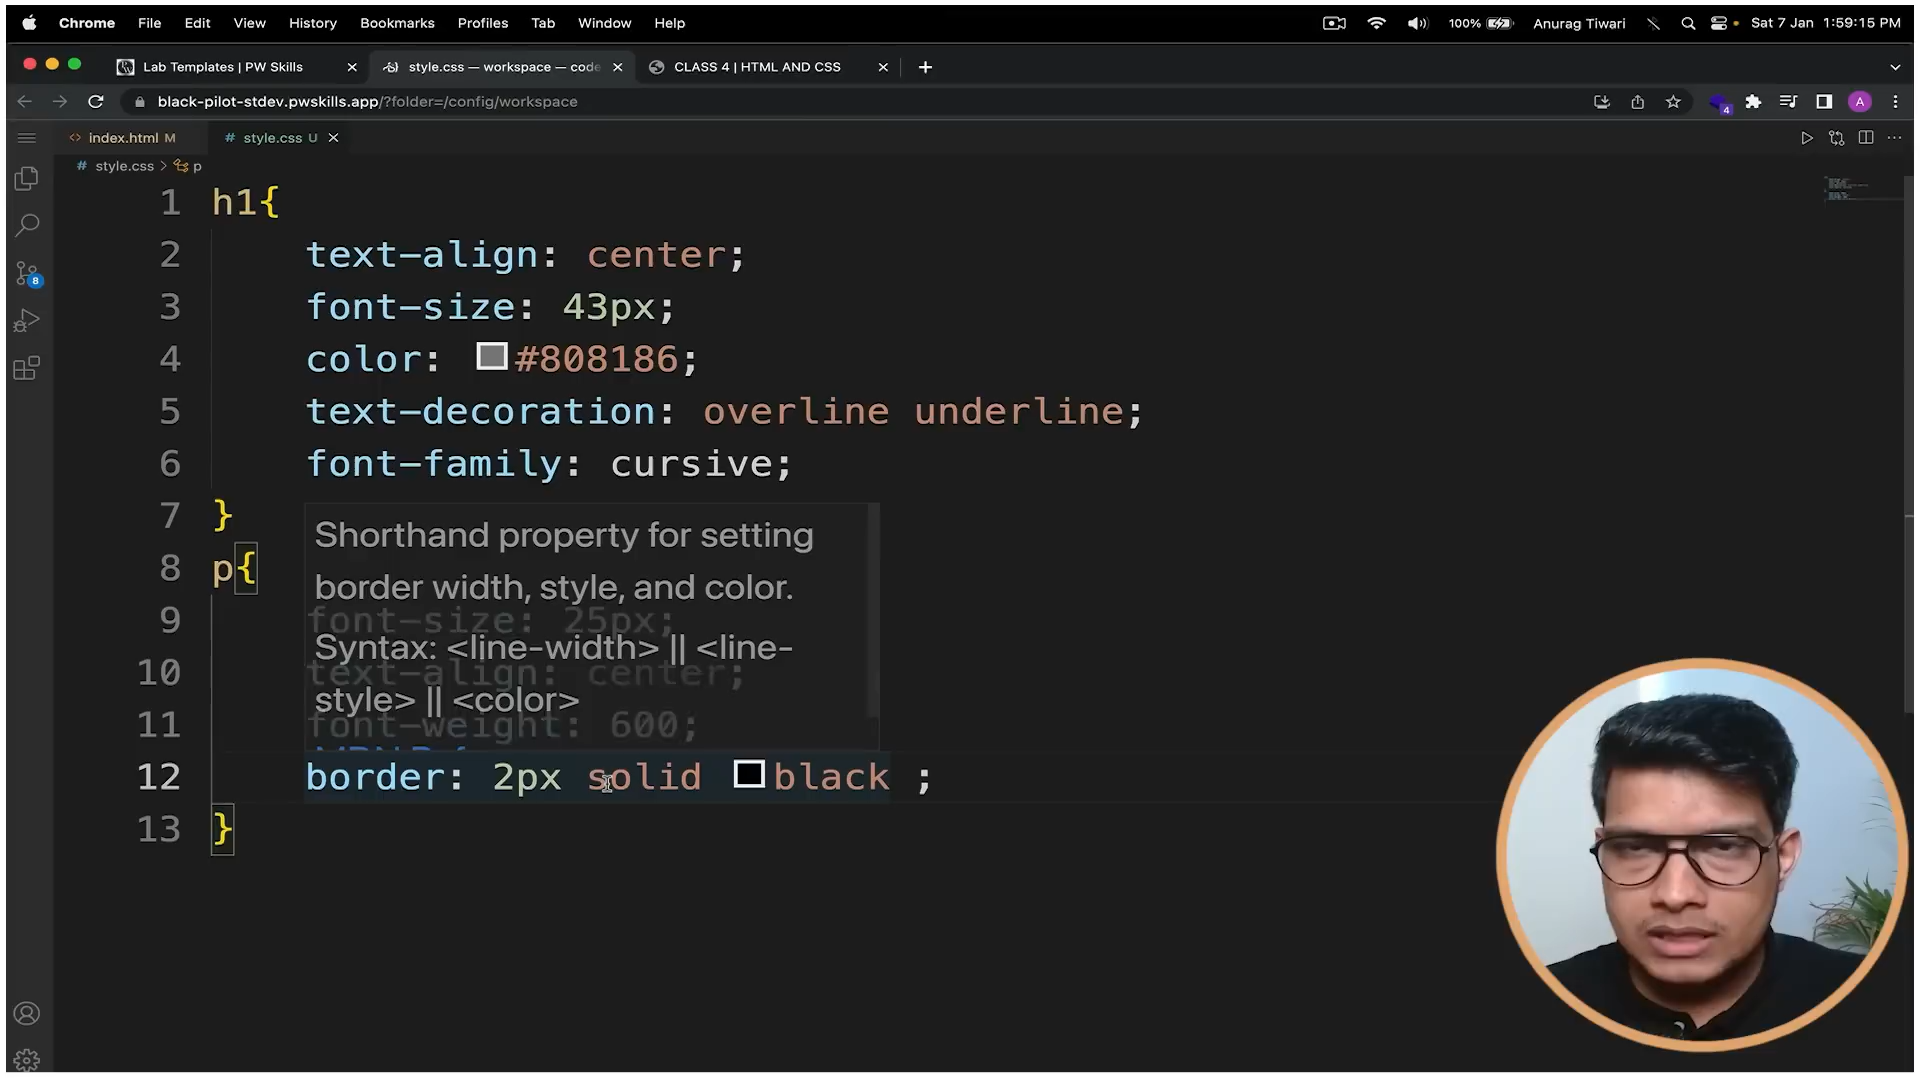 Chrome File Edit View History Bookmarks Profiles Tab Window Help 100% Anurag Tiwari Sat 7 Jan 1:59:15 PM
Lab Templates | PW Skills style.css — workspace — code CLASS 4 | HTML AND CSS
black-pilot-stdev.pwskills.app/?folder=/config/workspace 4 A
index.html M # style.css U
# style.css > p
1 h1{
2 text-align: center;
3 font-size: 43px;
4 color: #808186;
5 text-decoration: overline underline;
6 font-family: cursive;
7 }
Shorthand property for setting
8 p{
border width, style, and color.
9 font-size: 25px;
Syntax: <line-width> || <line-
10 text-align: center;
style> || <color>
11 font-weight: 600;
12 border: 2px solid black ;
13 }
8